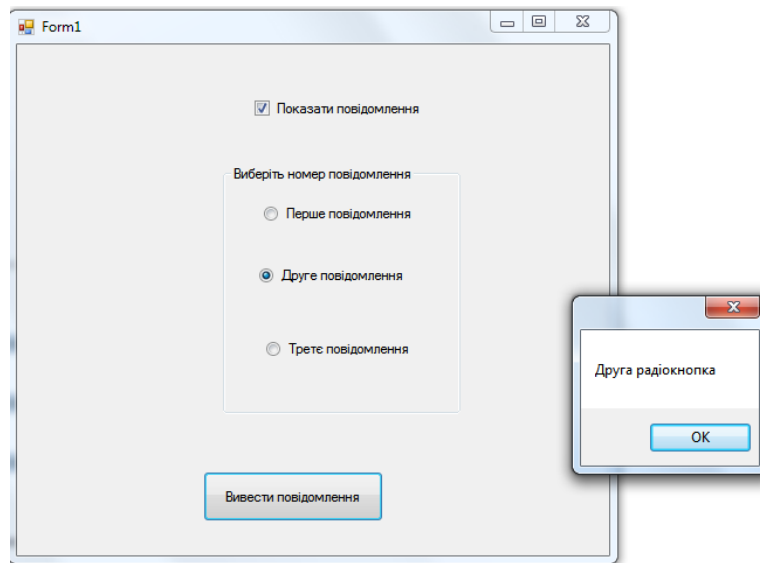 Form1
Показати повідомлення
Виберіть номер повідомлення
Перше повідомлення
Друге повідомлення
Третє повідомлення
Друга радіокнопка
OK
Вивести повідомлення